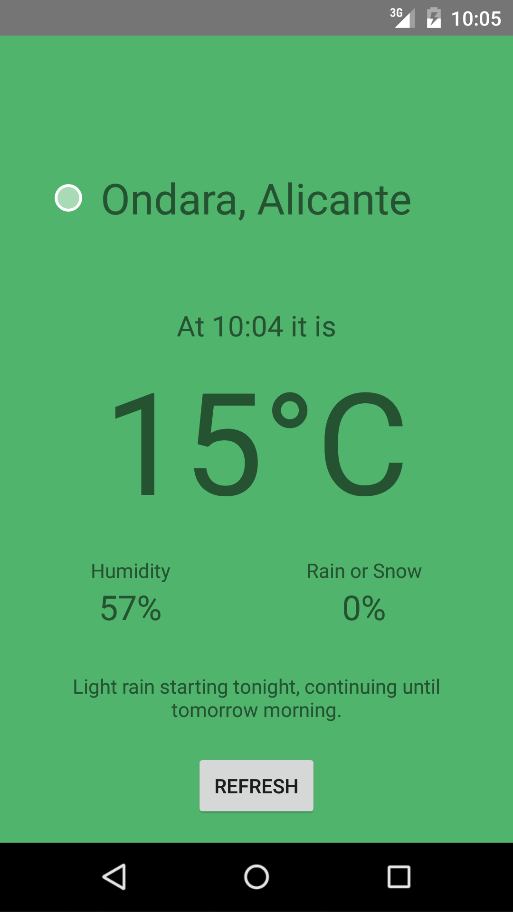 3G 10:05
Ondara, Alicante
At 10:04 it is
15°C
Humidity Rain or Snow
57% 0%
Light rain starting tonight, continuing until
tomorrow morning.
REFRESH